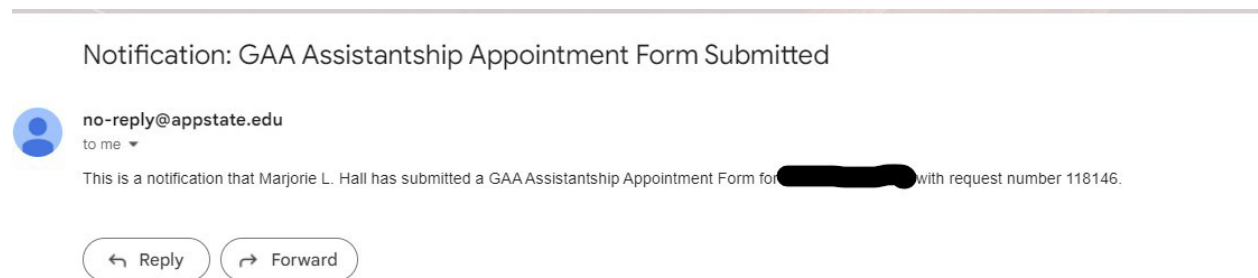 Notification: GAA Assistantship Appointment Form Submitted
no-reply@appstate.edu
to me
This is a notification that Marjorie L. Hall has submitted a GAA Assistantship Appointment Form for with request number 118146.
Reply
Forward